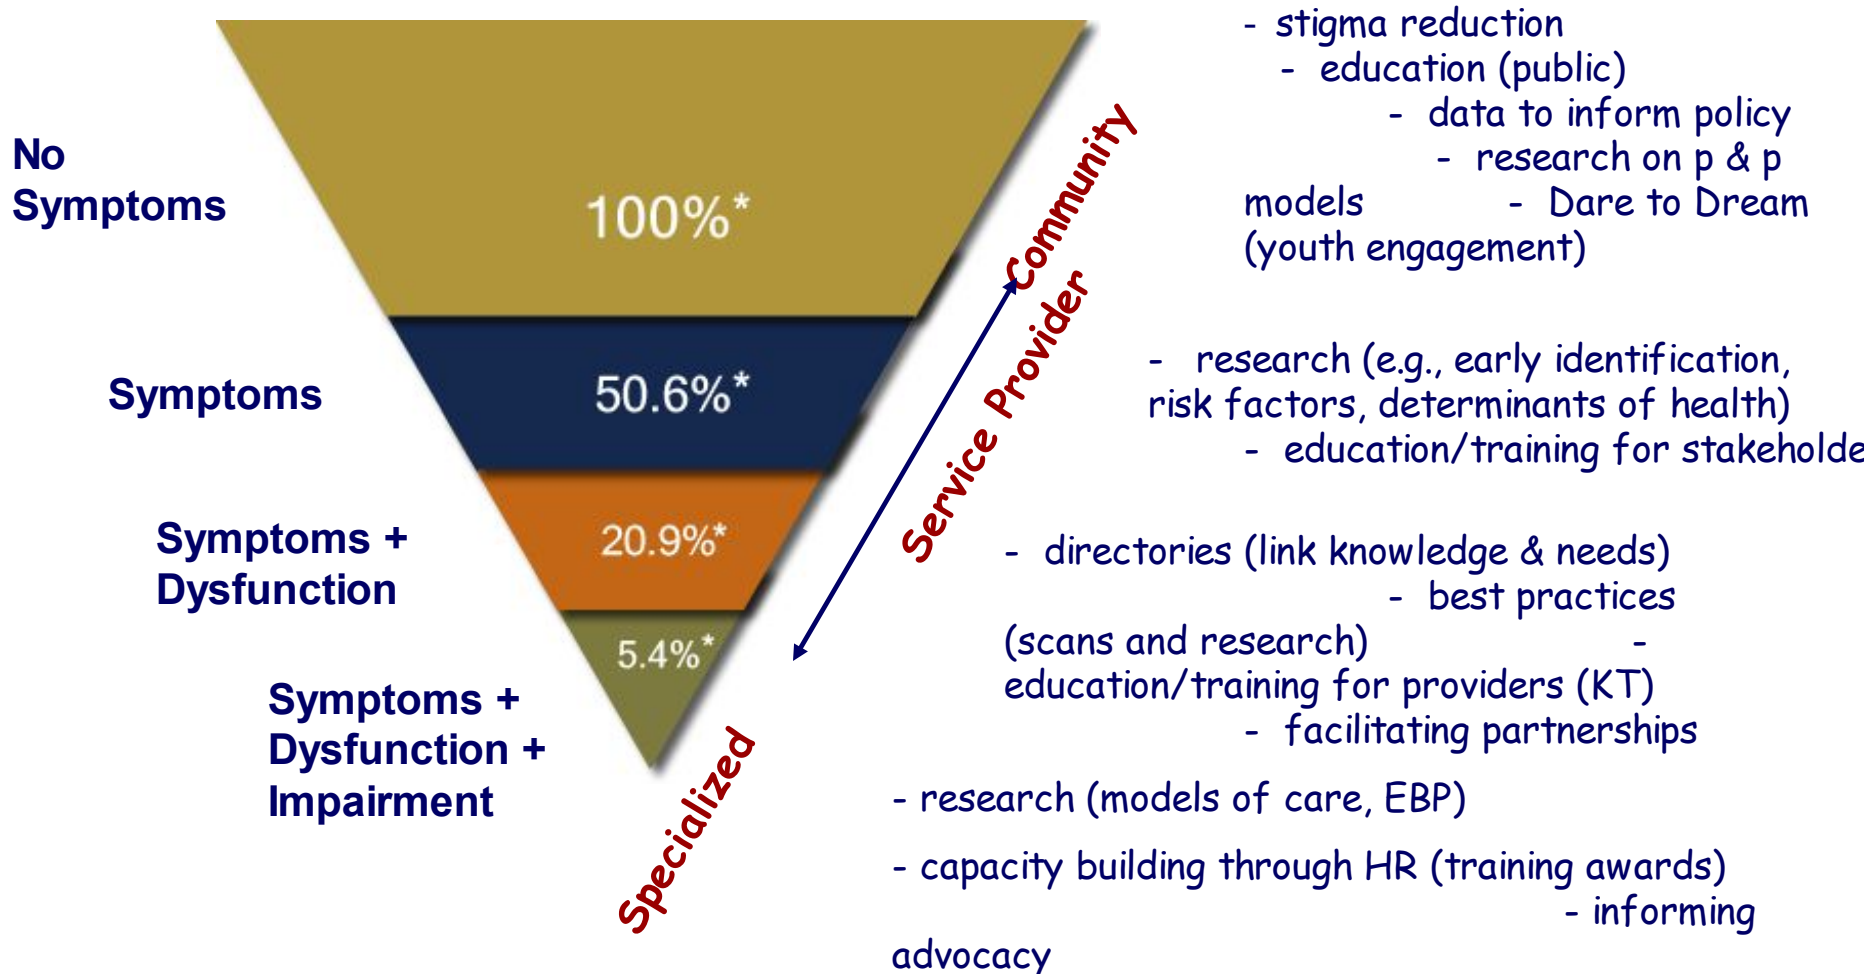 No
Symptoms
100%*
Symptoms
50.6%*
Symptoms +
Dysfunction
20.9%*
Symptoms +
Dysfunction +
Impairment
5.4%*
Community
Service Provider
Specialized
- stigma reduction
- education (public)
- data to inform policy
- research on p & p
models - Dare to Dream
(youth engagement)
- research (e.g., early identification,
risk factors, determinants of health)
- education/training for stakeholde
- directories (link knowledge & needs)
- best practices
(scans and research) -
education/training for providers (KT)
- facilitating partnerships
- research (models of care, EBP)
- capacity building through HR (training awards)
- informing
advocacy